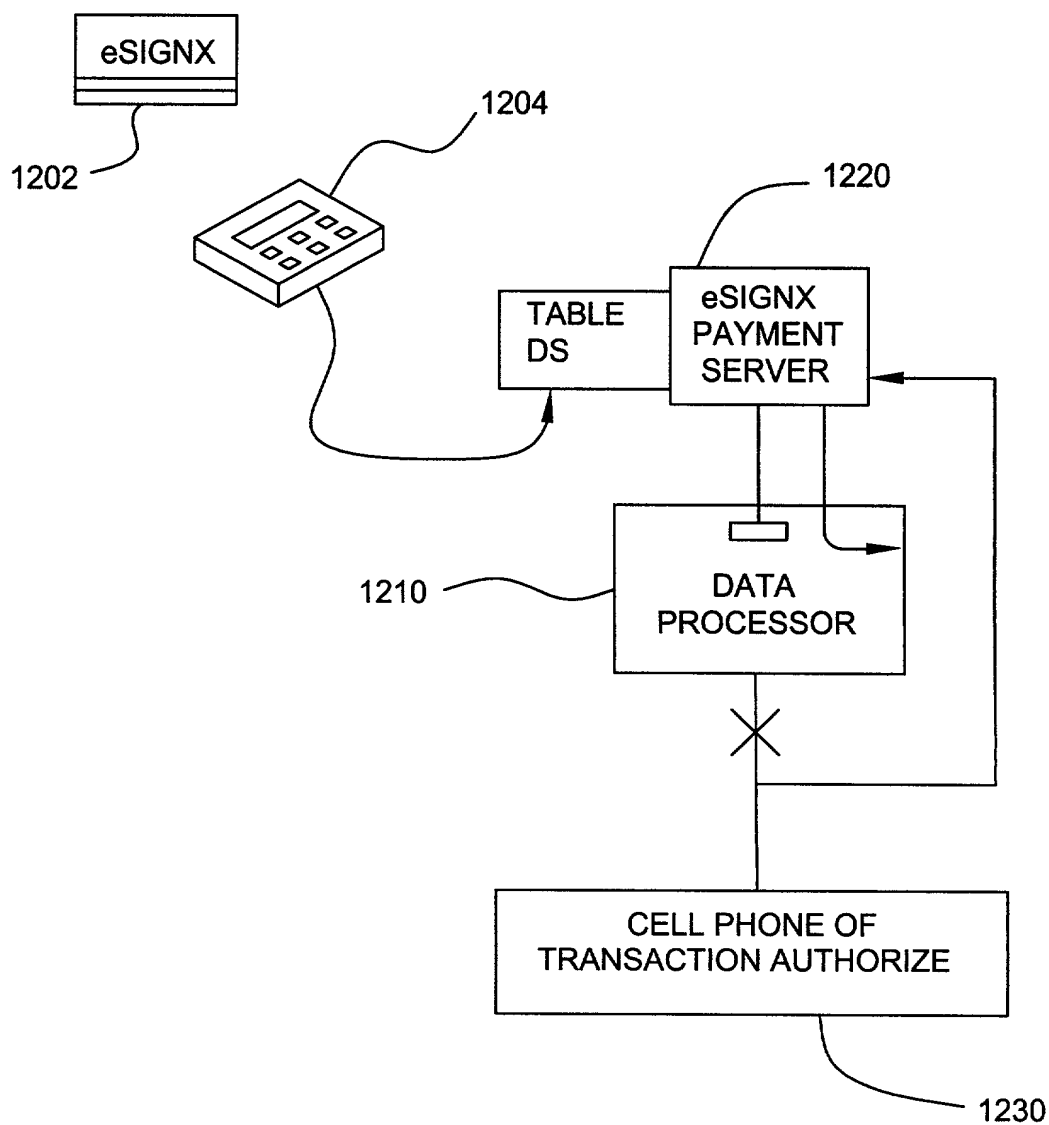 eSIGNX
1202
1204
1220
TABLE
DS
eSIGNX
PAYMENT
SERVER
1210
DATA
PROCESSOR
CELL PHONE OF
TRANSACTION AUTHORIZE
1230